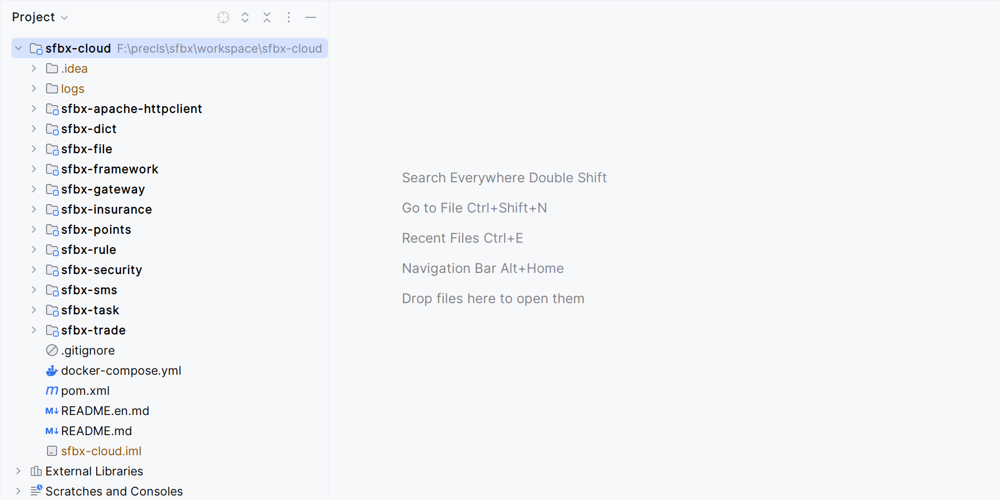 Project
sfbx-cloud F:\precls\sfbx\workspace\sfbx-cloud
.idea
logs
sfbx-apache-httpclient
sfbx-dict
sfbx-file
sfbx-framework
sfbx-gateway
sfbx-insurance
sfbx-points
sfbx-rule
sfbx-security
sfbx-sms
sfbx-task
sfbx-trade
.gitignore
docker-compose.yml
m pom.xml
M↓ README.en.md
M↓ README.md
sfbx-cloud.iml
External Libraries
Scratches and Consoles
Search Everywhere Double Shift
Go to File Ctrl+Shift+N
Recent Files Ctrl+E
Navigation Bar Alt+Home
Drop files here to open them